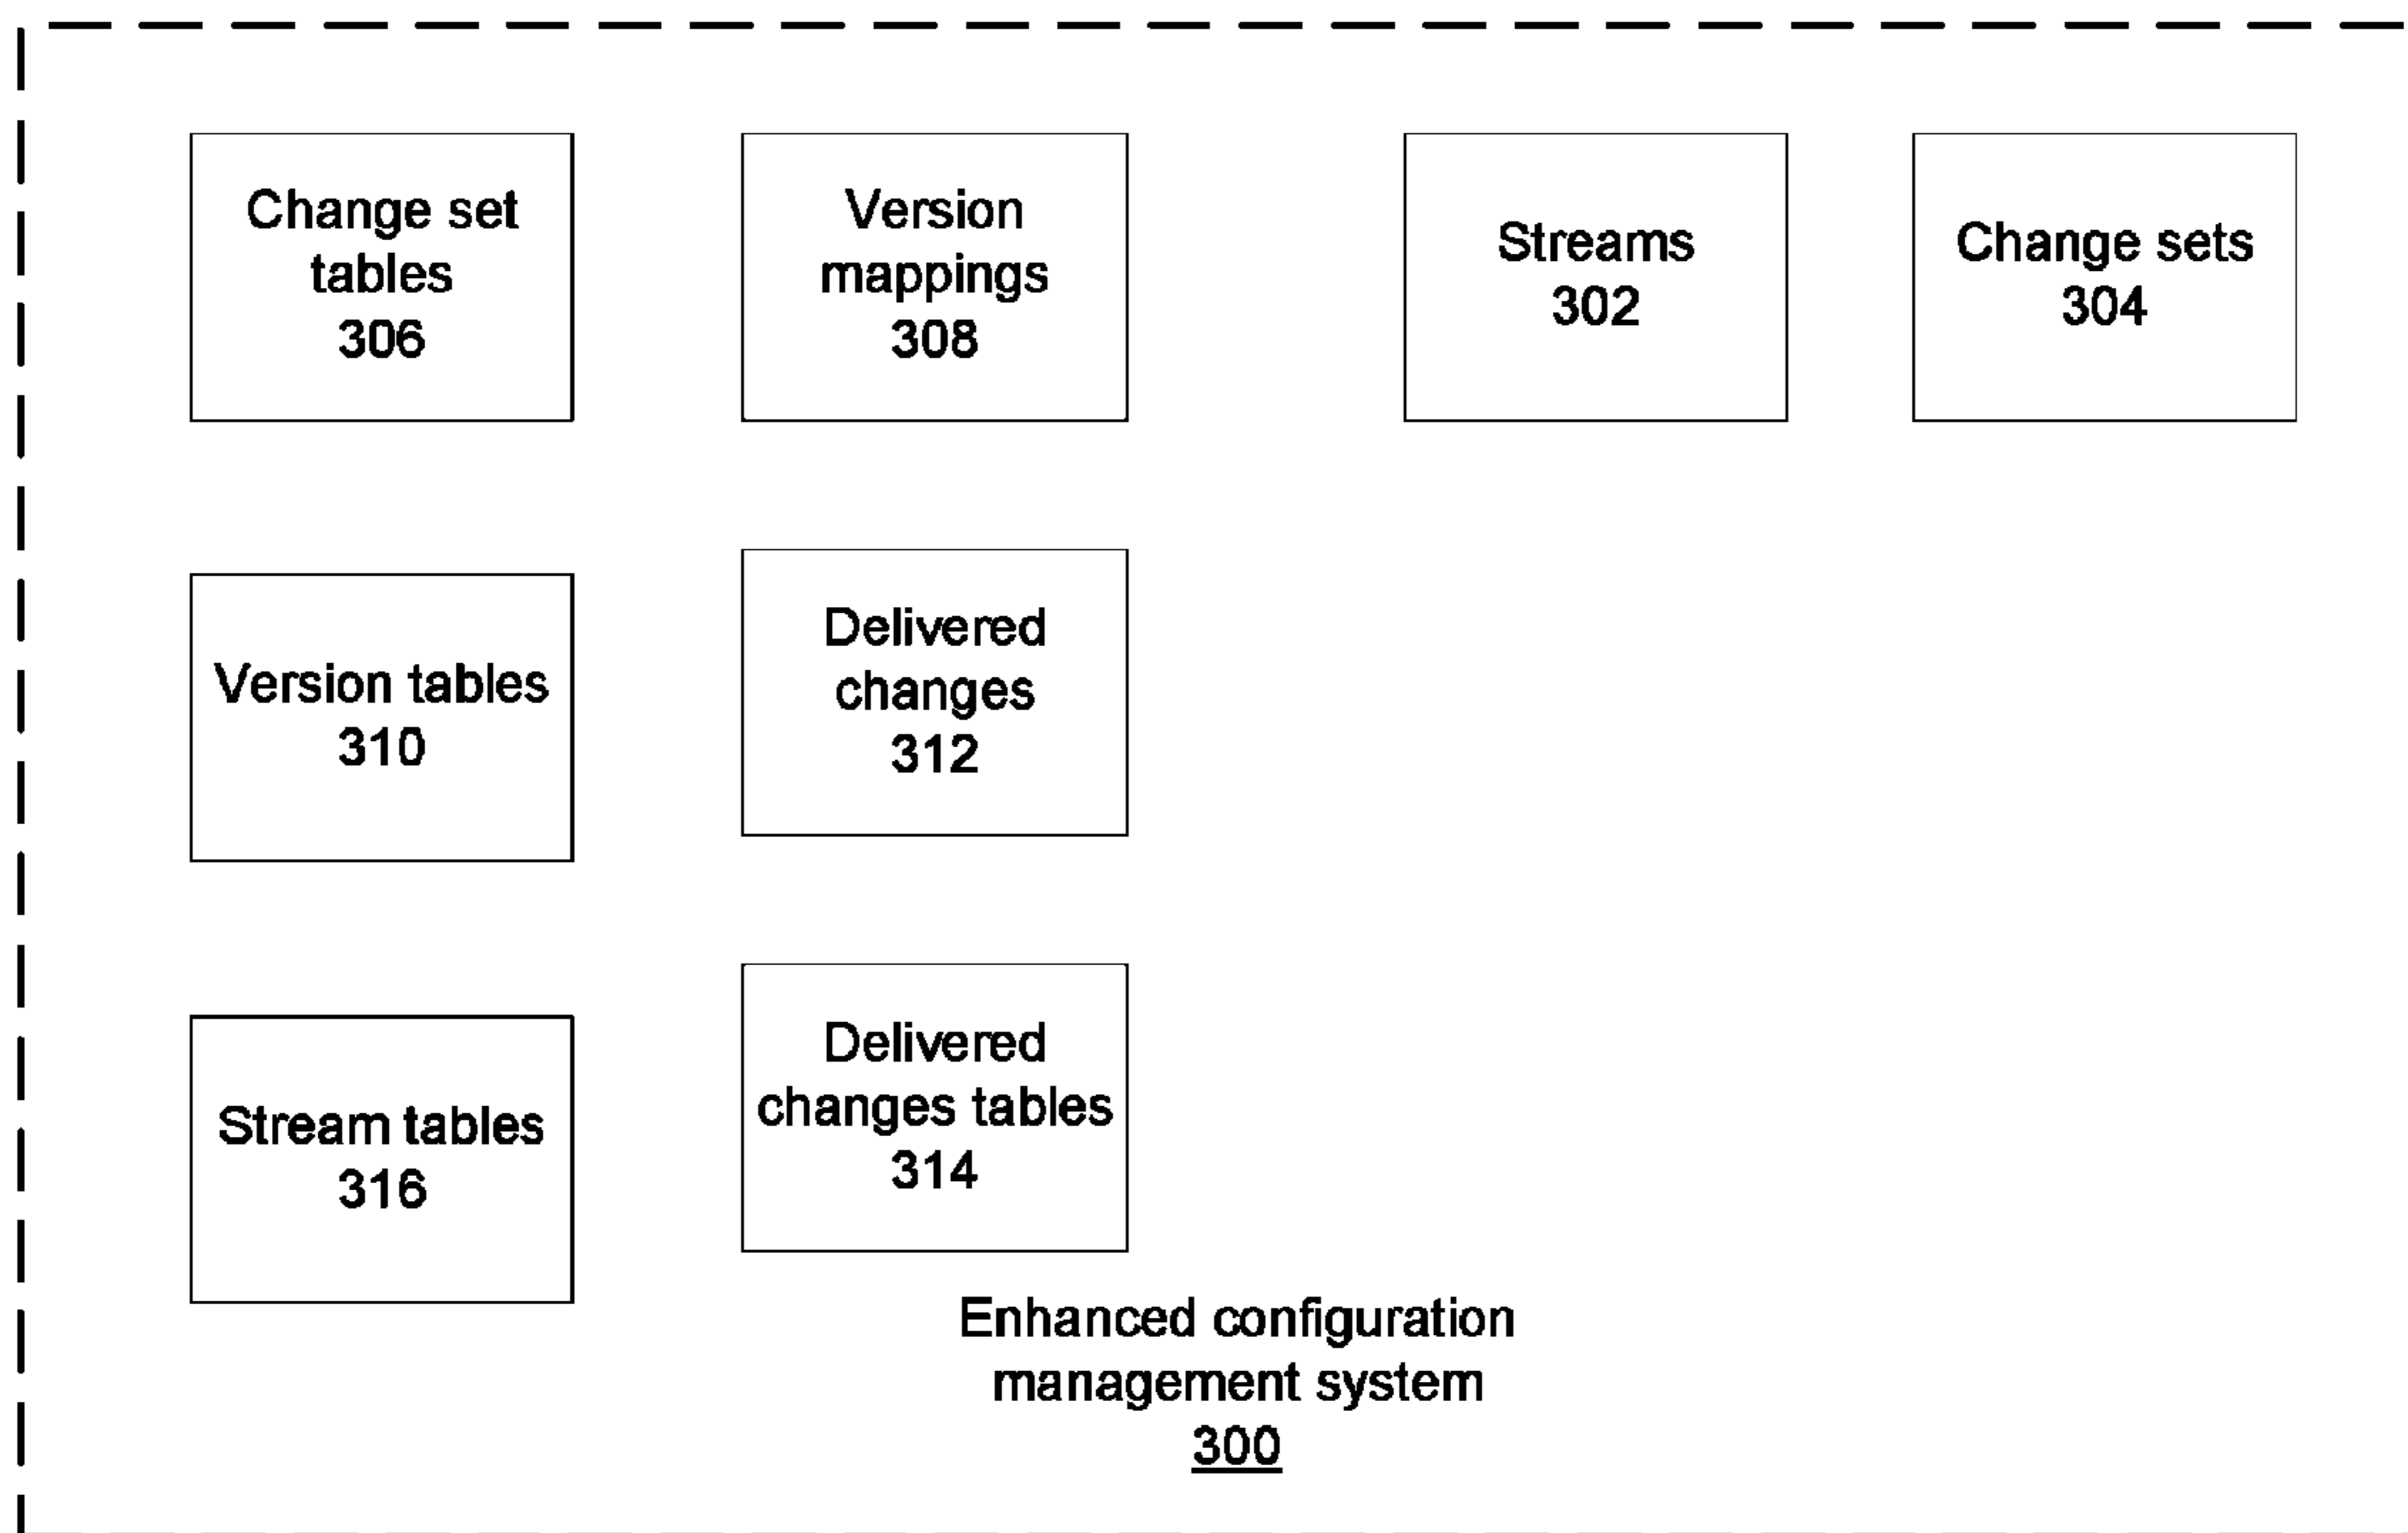 Change set
tables
306
Version
mappings
308
Streams
302
Change sets
304
Version tables
310
Delivered
changes
312
Stream tables
316
Delivered
changes tables
314
Enhanced configuration
management system
300